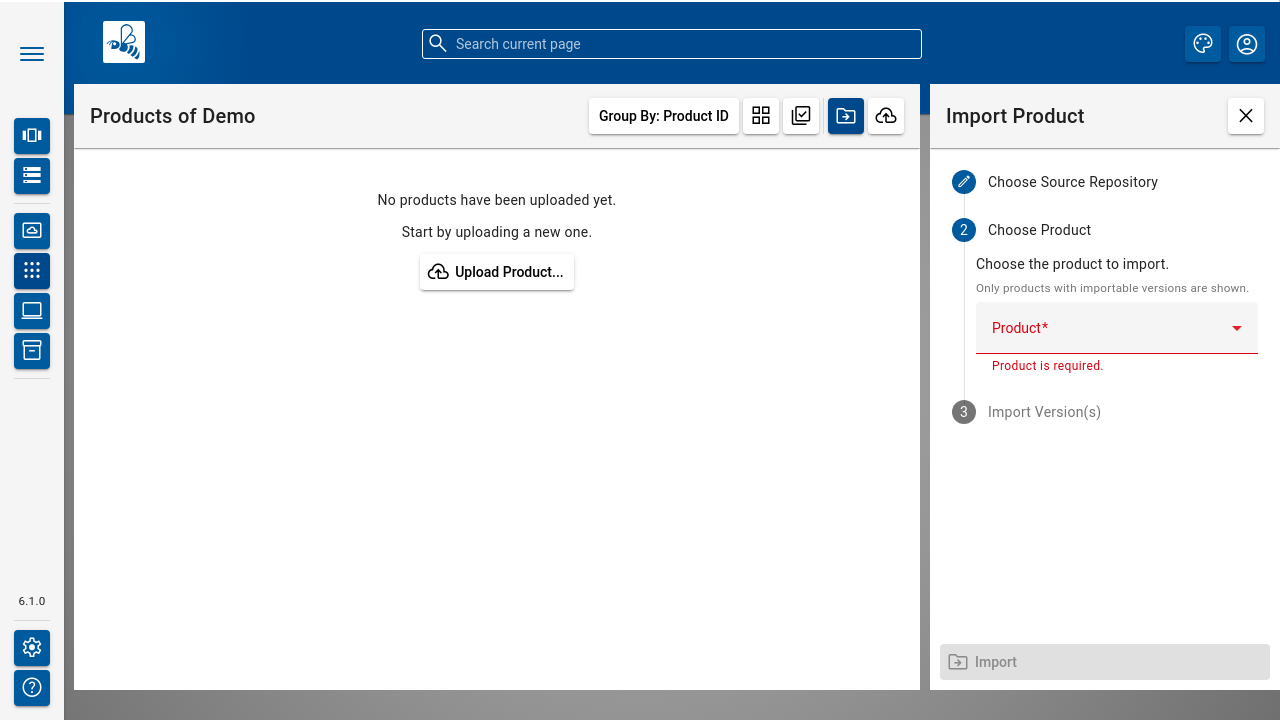 Search current page
Products of Demo
Group By: Product ID
Import Product
No products have been uploaded yet.
Start by uploading a new one.
Upload Product...
Choose Source Repository
2 Choose Product
Choose the product to import.
Only products with importable versions are shown.
Product*
Product is required.
3 Import Version(s)
Import
6.1.0